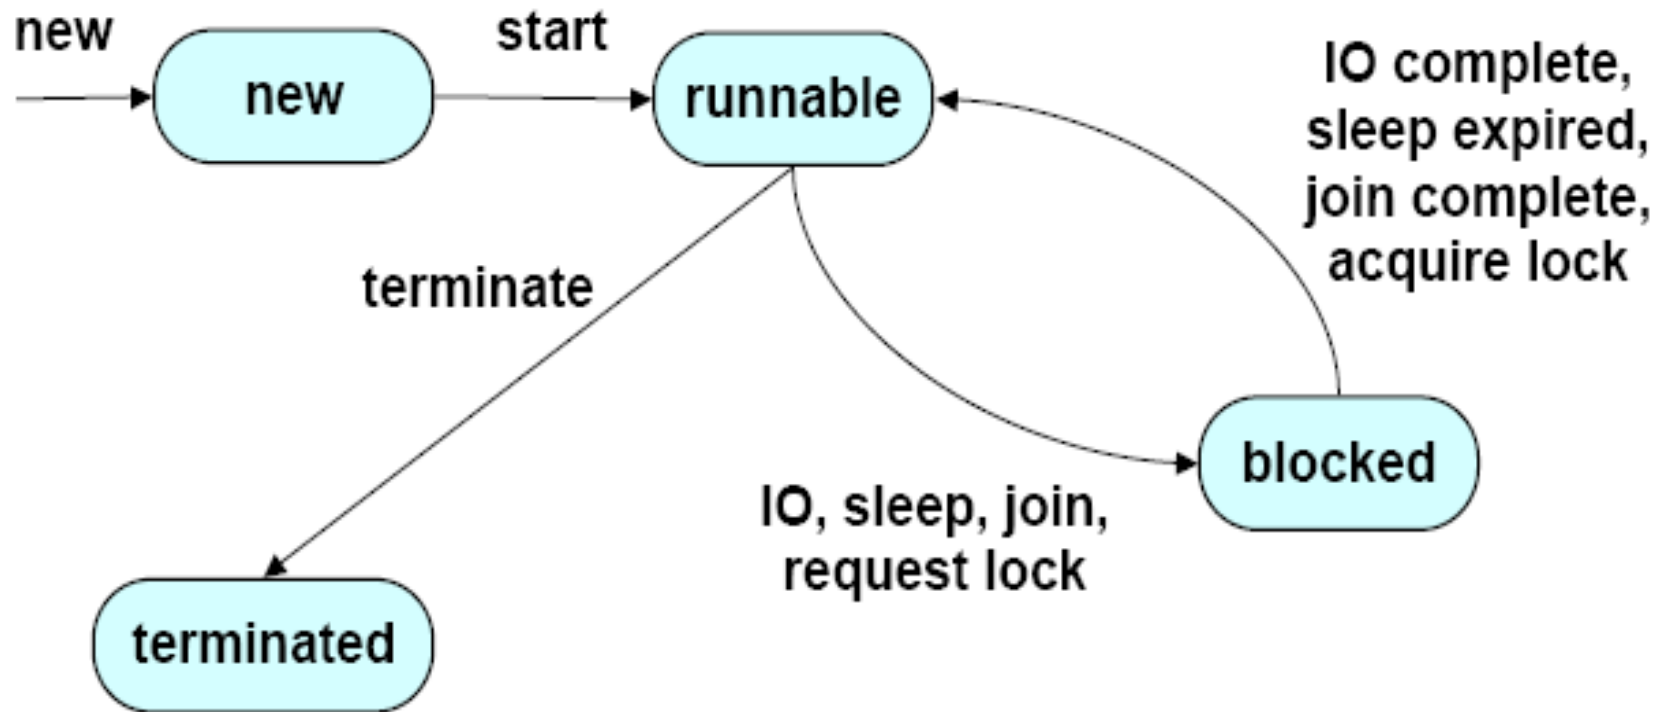 new
start
new
runnable
IO complete,
sleep expired,
join complete,
acquire lock
terminate
blocked
IO, sleep, join,
request lock
terminated